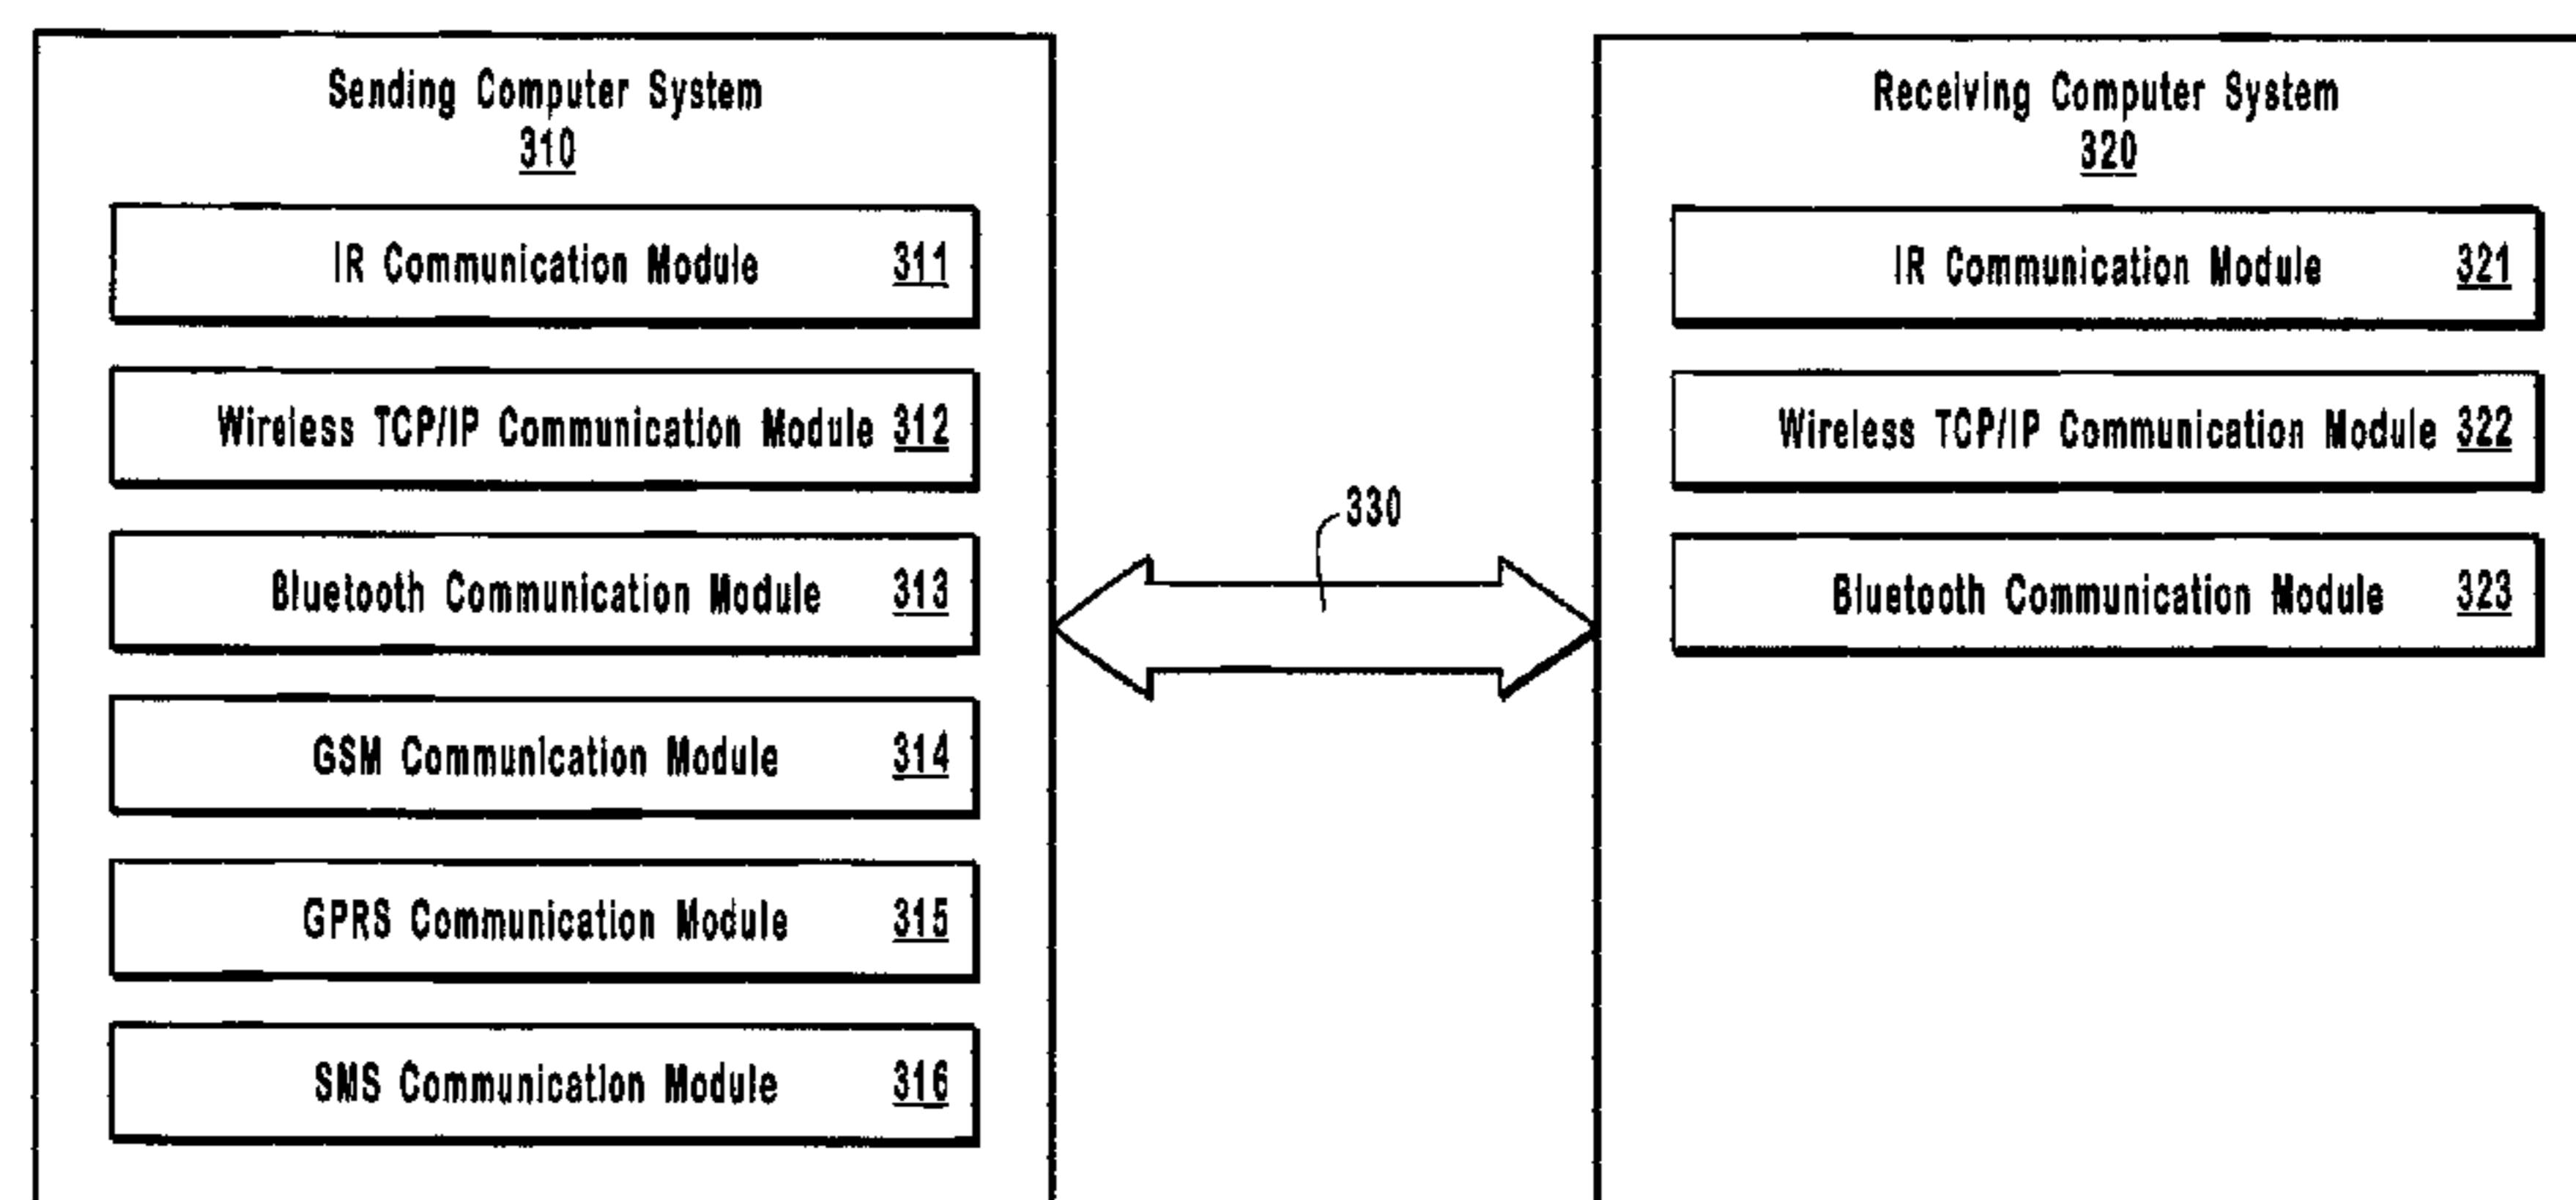 Sending Computer System
310
IR Communication Module 311
Wireless TCP/IP Communication Module 312
Bluetooth Communication Module 313
GSM Communication Module 314
GPRS Communication Module 315
SMS Communication Module 316
330
Receiving Computer System
320
IR Communication Module 321
Wireless TCP/IP Communication Module 322
Bluetooth Communication Module 323